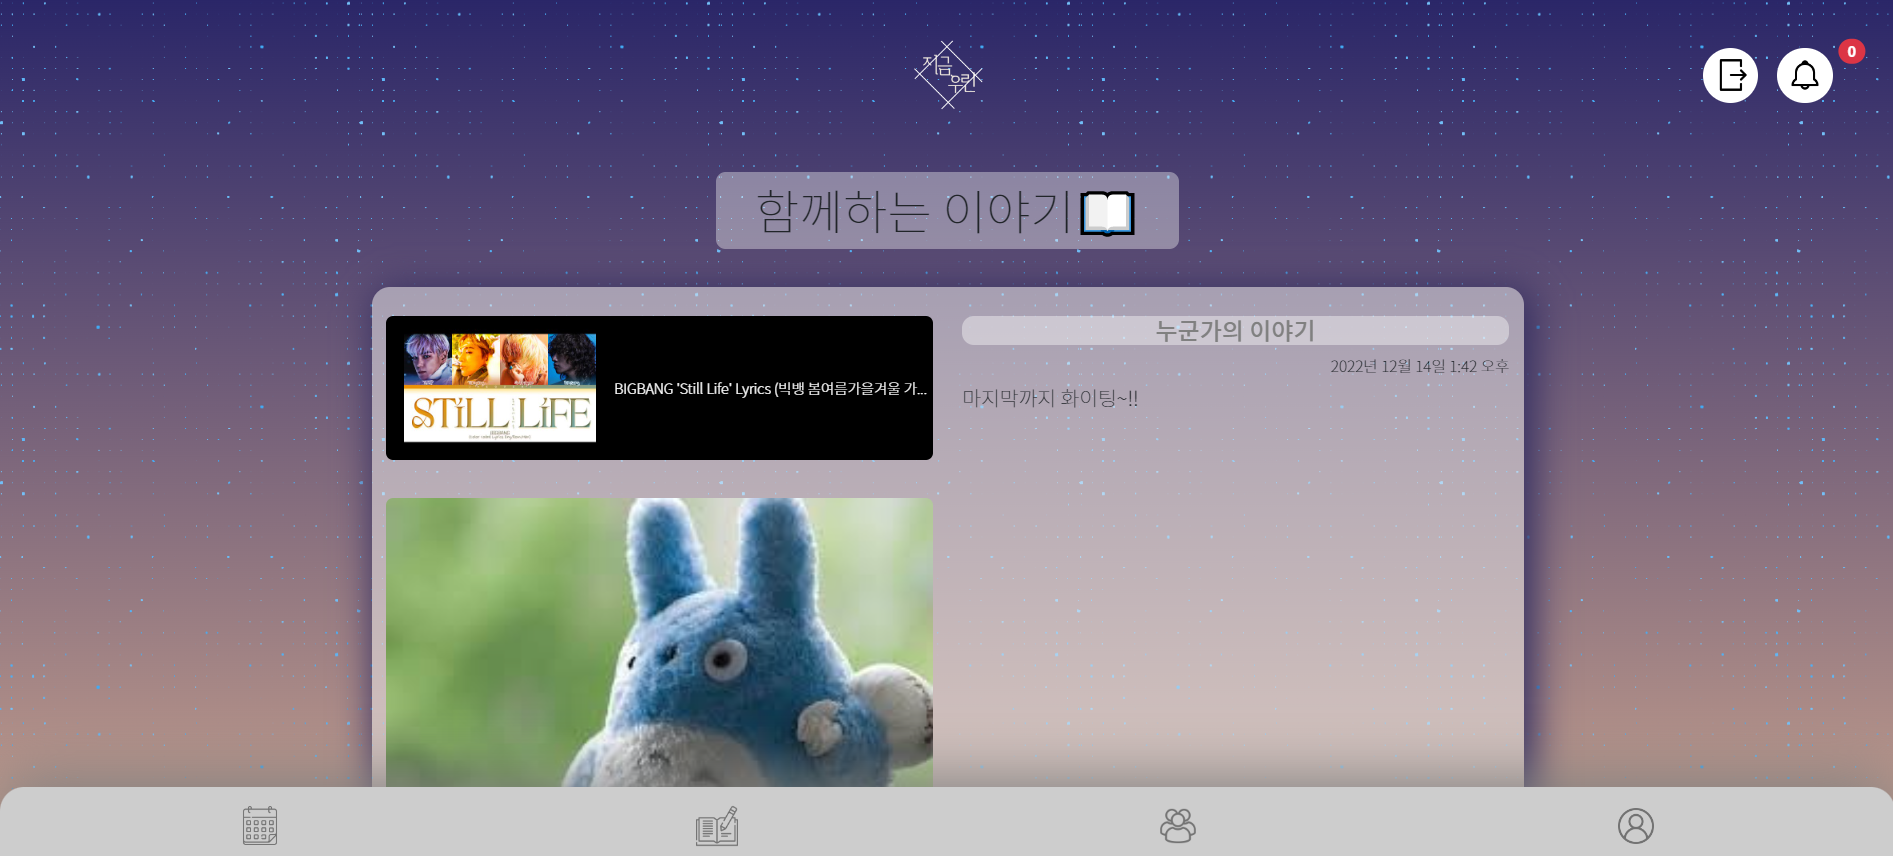 지금
우린
0
함께하는 이야기
BIGBANG 'Still Life' Lyrics (빅뱅 봄여름가을겨울 가...
STiLL LiFE
누군가의 이야기
2022년 12월 14일 1:42 오후
마지막까지 화이팅~!!